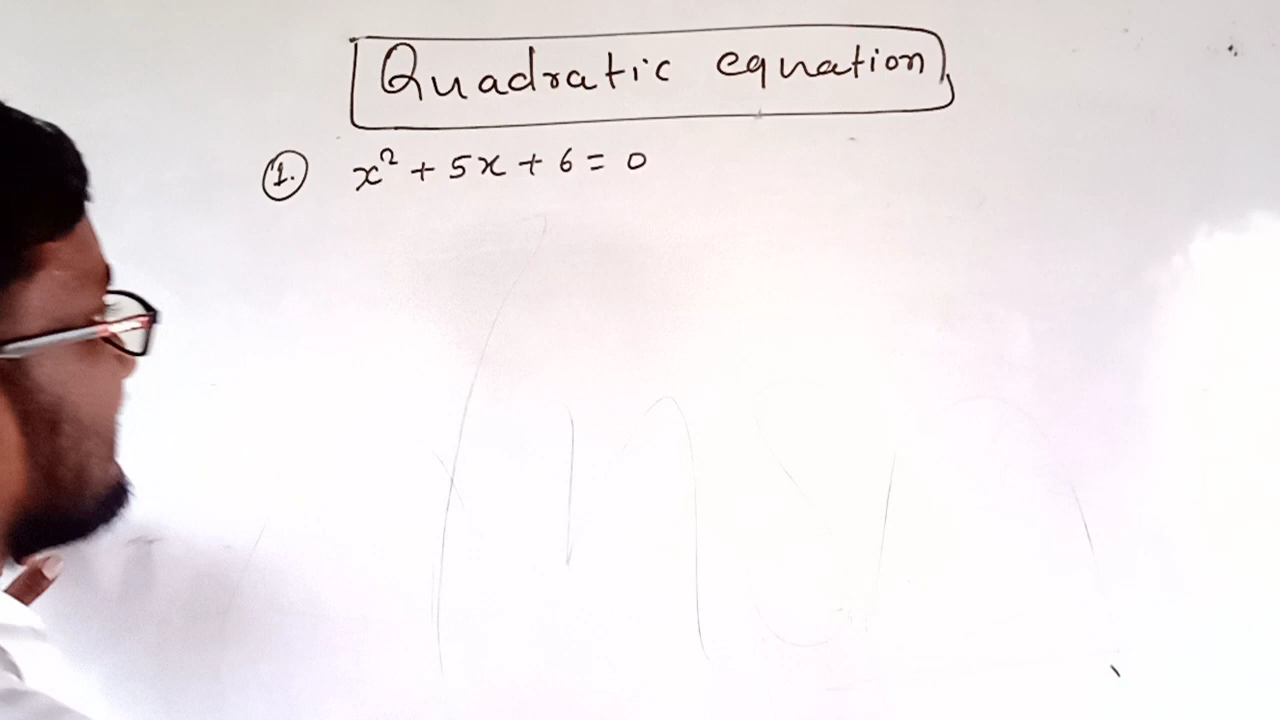 Quadratic equation
1. x² + 5x + 6 = 0